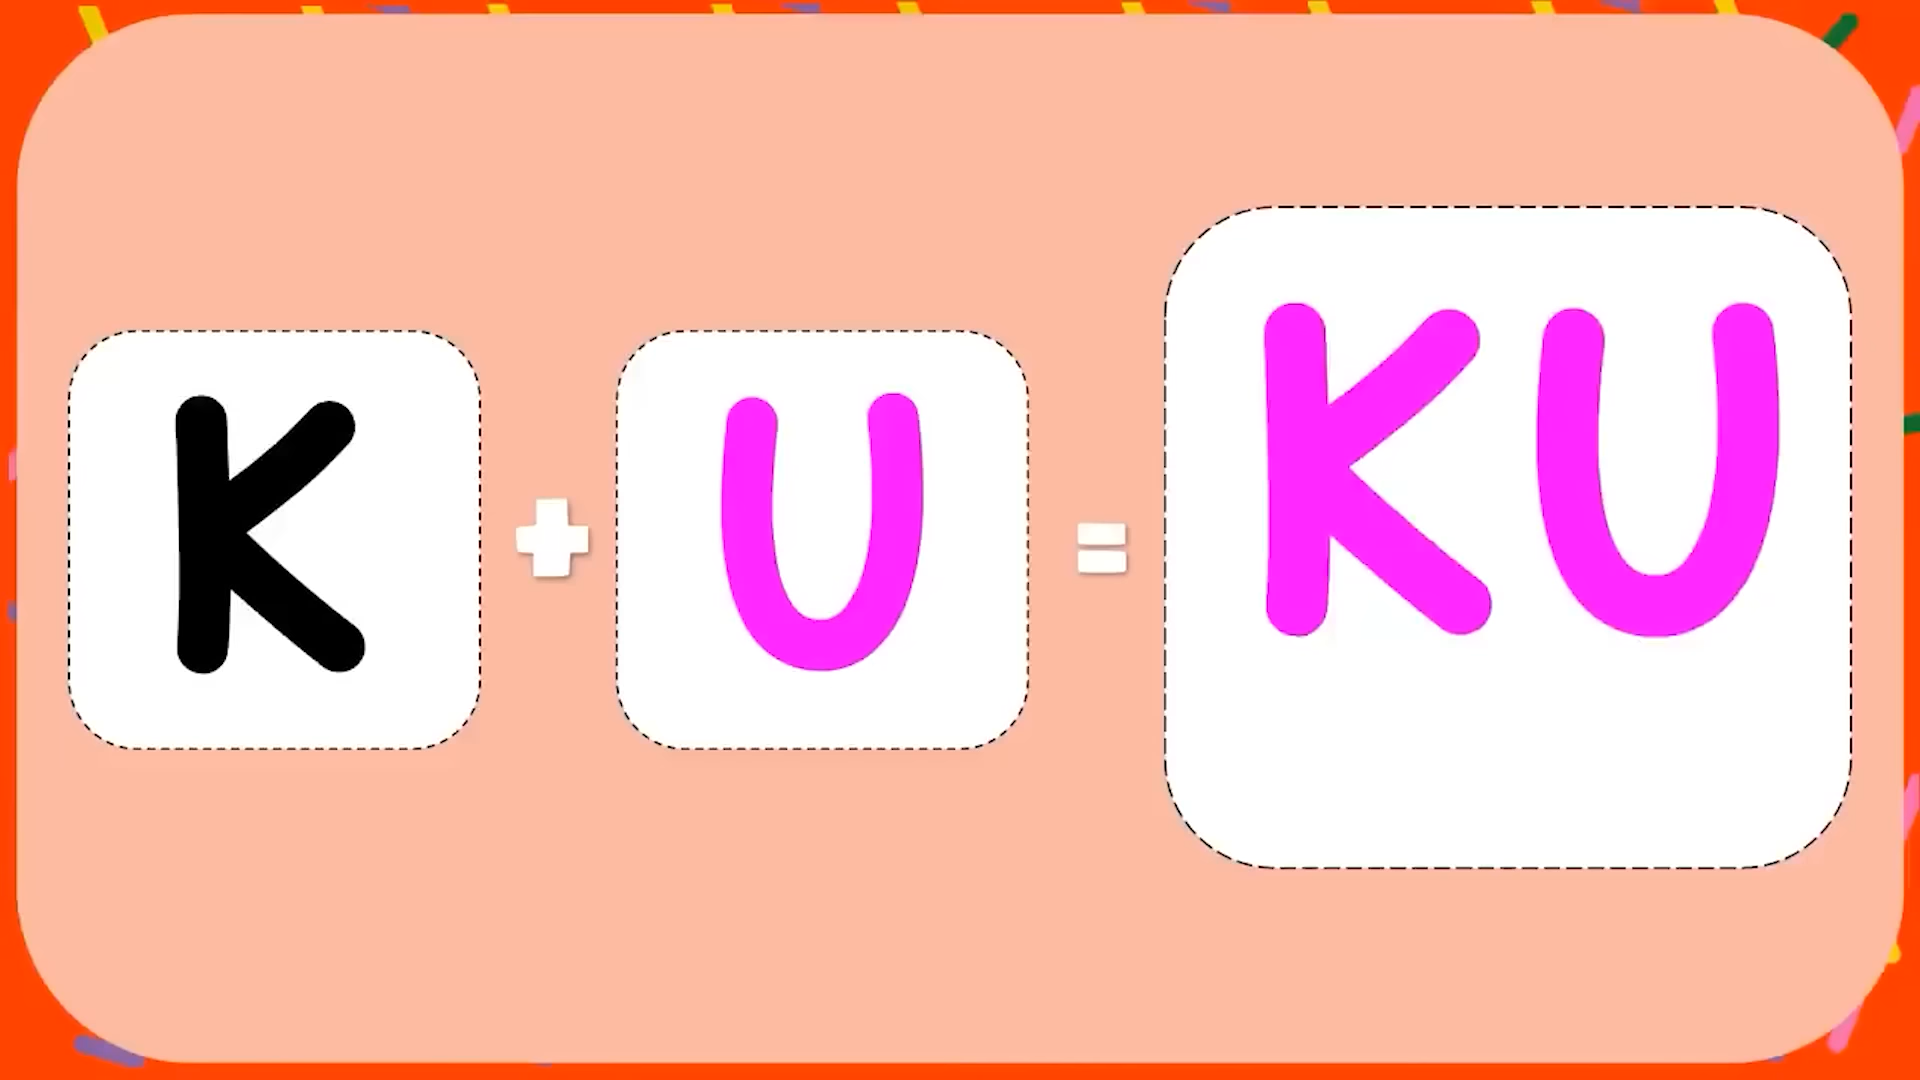 K + U = KU